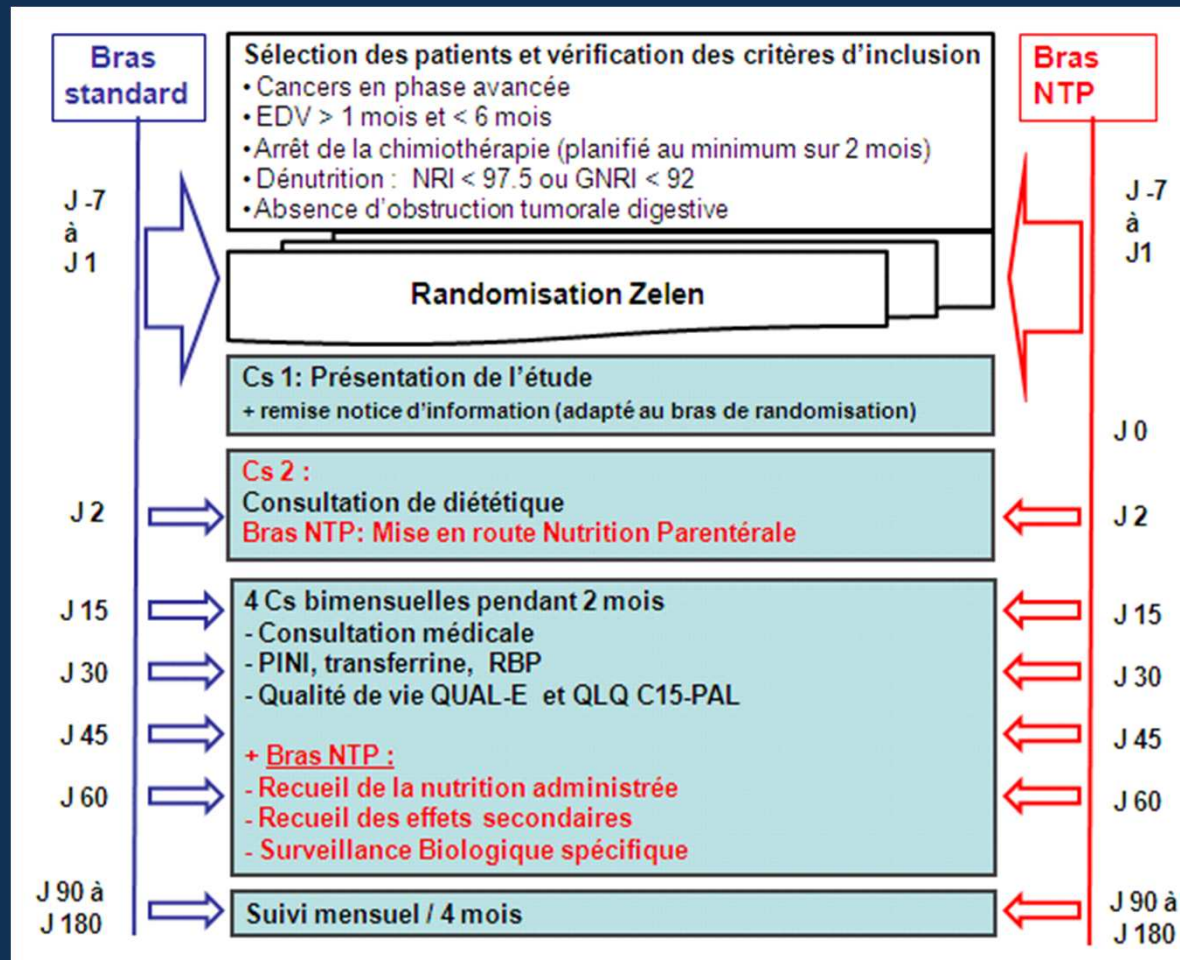 Bras
standard
Sélection des patients et vérification des critères d'inclusion
• Cancers en phase avancée
• EDV > 1 mois et < 6 mois
• Arrêt de la chimiothérapie (planifié au minimum sur 2 mois)
• Dénutrition : NRI < 97.5 ou GNRI < 92
• Absence d'obstruction tumorale digestive
Bras
NTP
J -7
à
J 1
Randomisation Zelen
J -7
à
J1
Cs 1: Présentation de l'étude
+ remise notice d'information (adapté au bras de randomisation)
J 0
Cs 2 :
Consultation de diététique
Bras NTP: Mise en route Nutrition Parentérale
J 2
J 2
4 Cs bimensuelles pendant 2 mois
- Consultation médicale
- PINI, transferrine, RBP
- Qualité de vie QUAL-E et QLQ C15-PAL
+ Bras NTP :
- Recueil de la nutrition administrée
- Recueil des effets secondaires
- Surveillance Biologique spécifique
J 15
J 30
J 45
J 60
J 15
J 30
J 45
J 60
J 90 à
J 180
Suivi mensuel / 4 mois
J 90 à
J 180